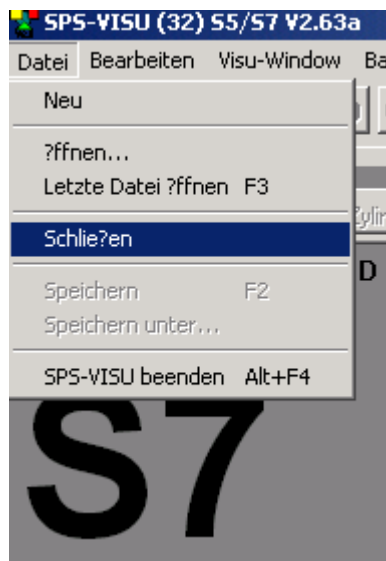 SPS-VISU (32) S5/S7 V2.63a
Datei Bearbeiten Visu-Window Ba
Neu
?ffnen...
Letzte Datei ?ffnen F3
Schlie?en
Speichern F2
Speichern unter...
SPS-VISU beenden Alt+F4
Zylin
D
S7